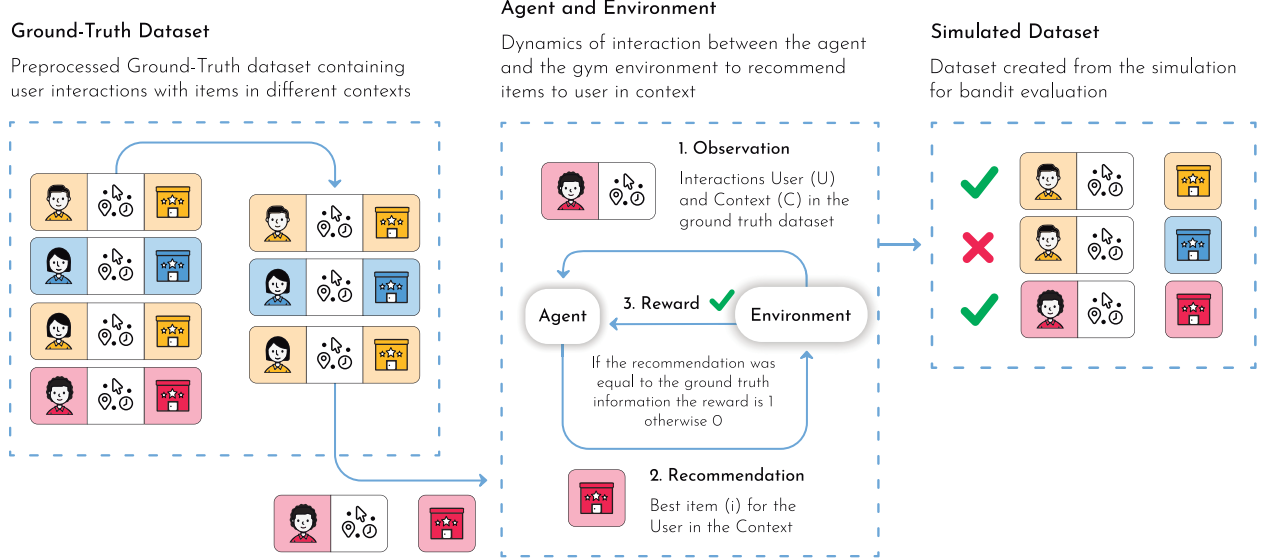 Ground-Truth Dataset
Preprocessed Ground-Truth dataset containing
user interactions with items in different contexts
Agent and Environment
Dynamics of interaction between the agent
and the gym environment to recommend
items to user in context
1. Observation
Interactions User (U)
and Context (C) in the
ground truth dataset
Agent
3. Reward
Environment
If the recommendation was
equal to the ground truth
information the reward is 1
otherwise 0
2. Recommendation
Best item (i) for the
User in the Context
Simulated Dataset
Dataset created from the simulation
for bandit evaluation